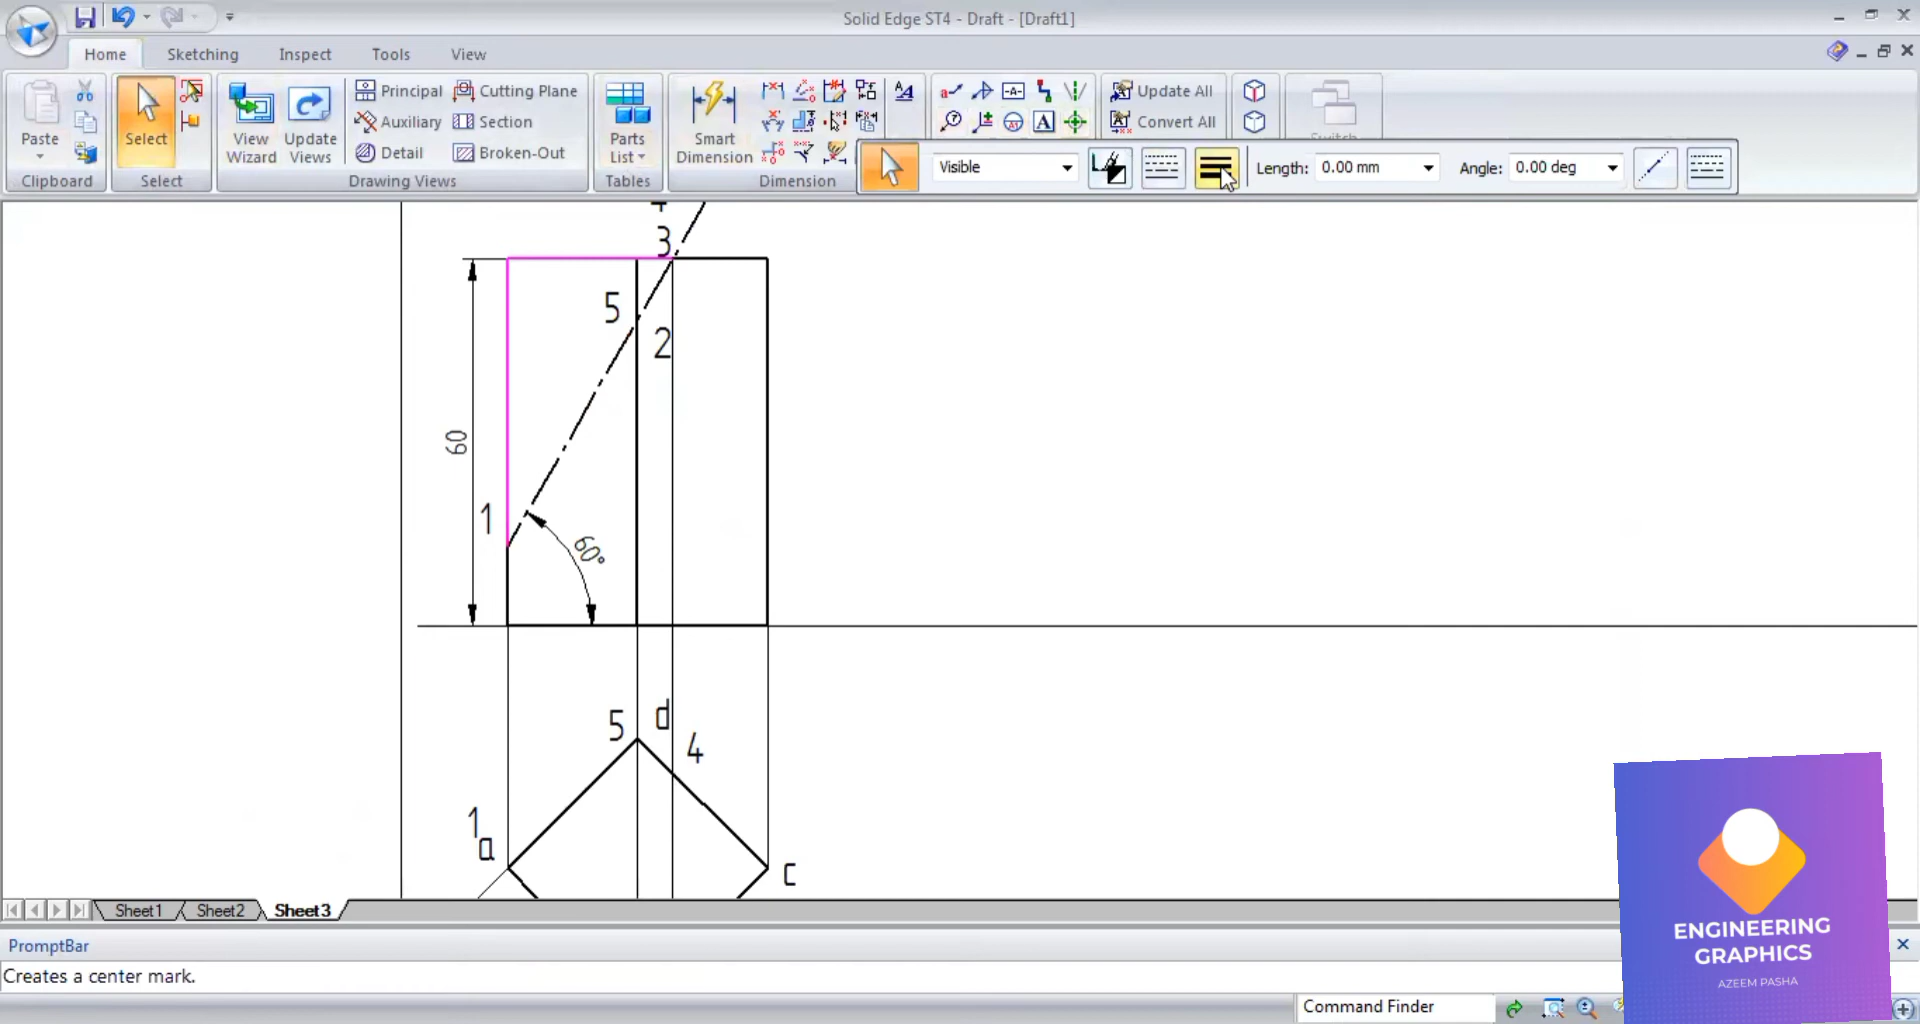 Solid Edge ST4 - Draft - [Draft1]
Home Sketching Inspect Tools View
Paste
Clipboard
Select
Select
View Wizard
Update Views
Principal
Auxiliary
Detail
Cutting Plane
Section
Broken-Out
Drawing Views
Parts List
Tables
Smart Dimension
Dimension
Update All
Convert All
Visible
Length: 0.00 mm
Angle: 0.00 deg
3
5
2
60
1
60°
5 d
4
1
a
c
Sheet1 Sheet2 Sheet3
PromptBar
Creates a center mark.
Command Finder
ENGINEERING
GRAPHICS
AZEEM PASHA